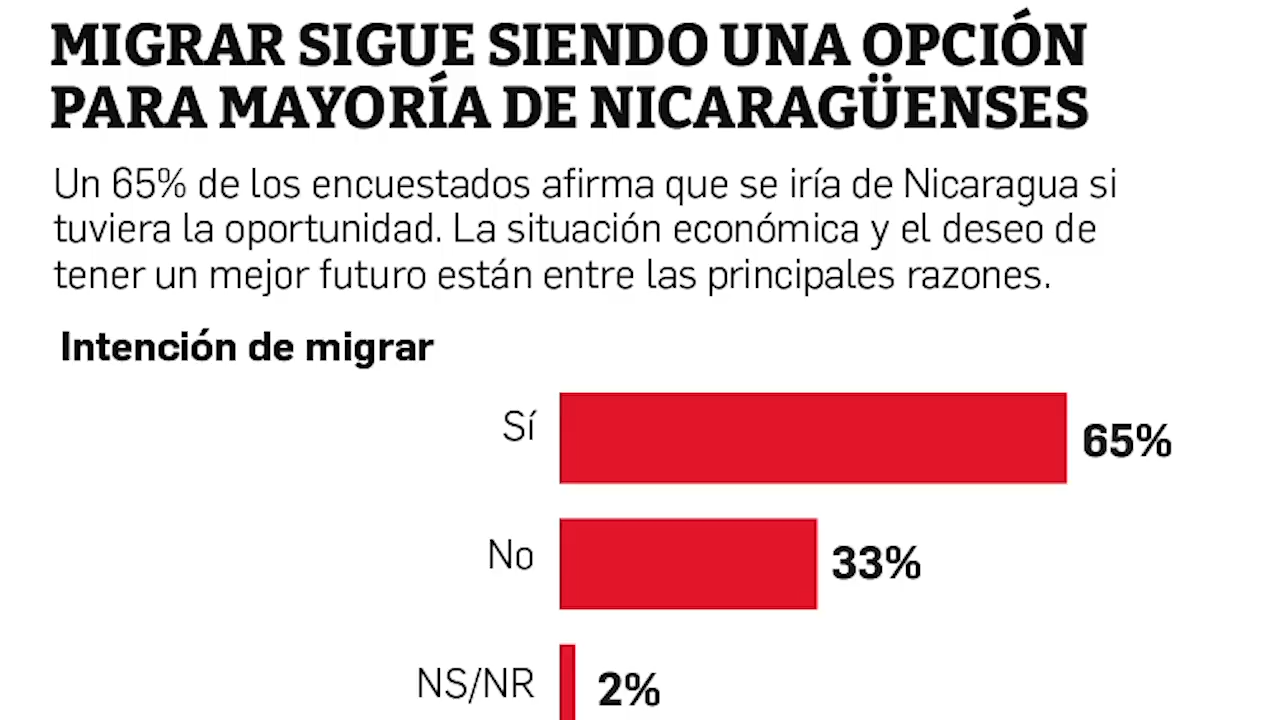 MIGRAR SIGUE SIENDO UNA OPCIÓN
PARA MAYORÍA DE NICARAGÜENSES
Un 65% de los encuestados afirma que se iría de Nicaragua si
tuviera la oportunidad. La situación económica y el deseo de
tener un mejor futuro están entre las principales razones.
Intención de migrar
Sí 65%
No 33%
NS/NR 2%